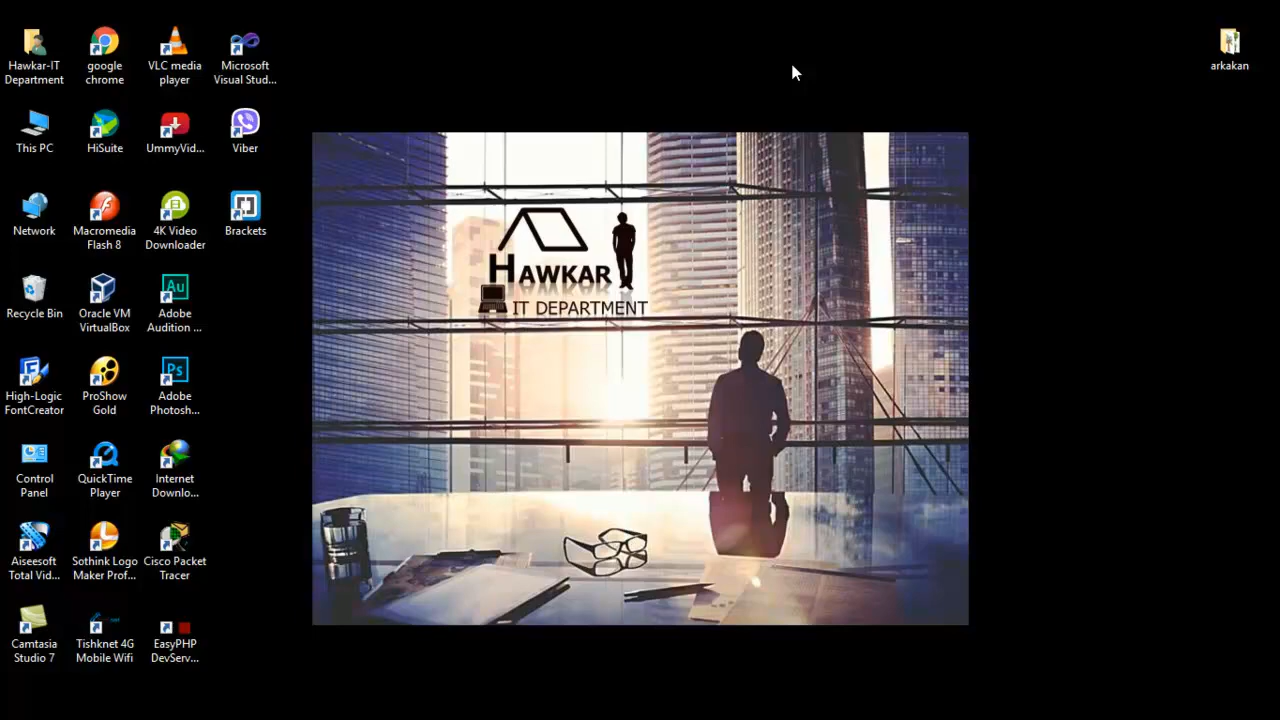 Hawkar-IT
Department
google
chrome
VLC media
player
Microsoft
Visual Stud...
arkakan
This PC
HiSuite
UmmyVid...
Viber
Network
Macromedia
Flash 8
4K Video
Downloader
Brackets
Recycle Bin
Oracle VM
VirtualBox
Au
Adobe
Audition ...
HAWKAR
IT DEPARTMENT
High-Logic
FontCreator
ProShow
Gold
Ps
Adobe
Photosh...
Control
Panel
QuickTime
Player
Internet
Downlo...
Aiseesoft
Total Vid...
Sothink Logo
Maker Prof...
Cisco Packet
Tracer
Camtasia
Studio 7
Tishknet 4G
Mobile Wifi
EasyPHP
DevServ...